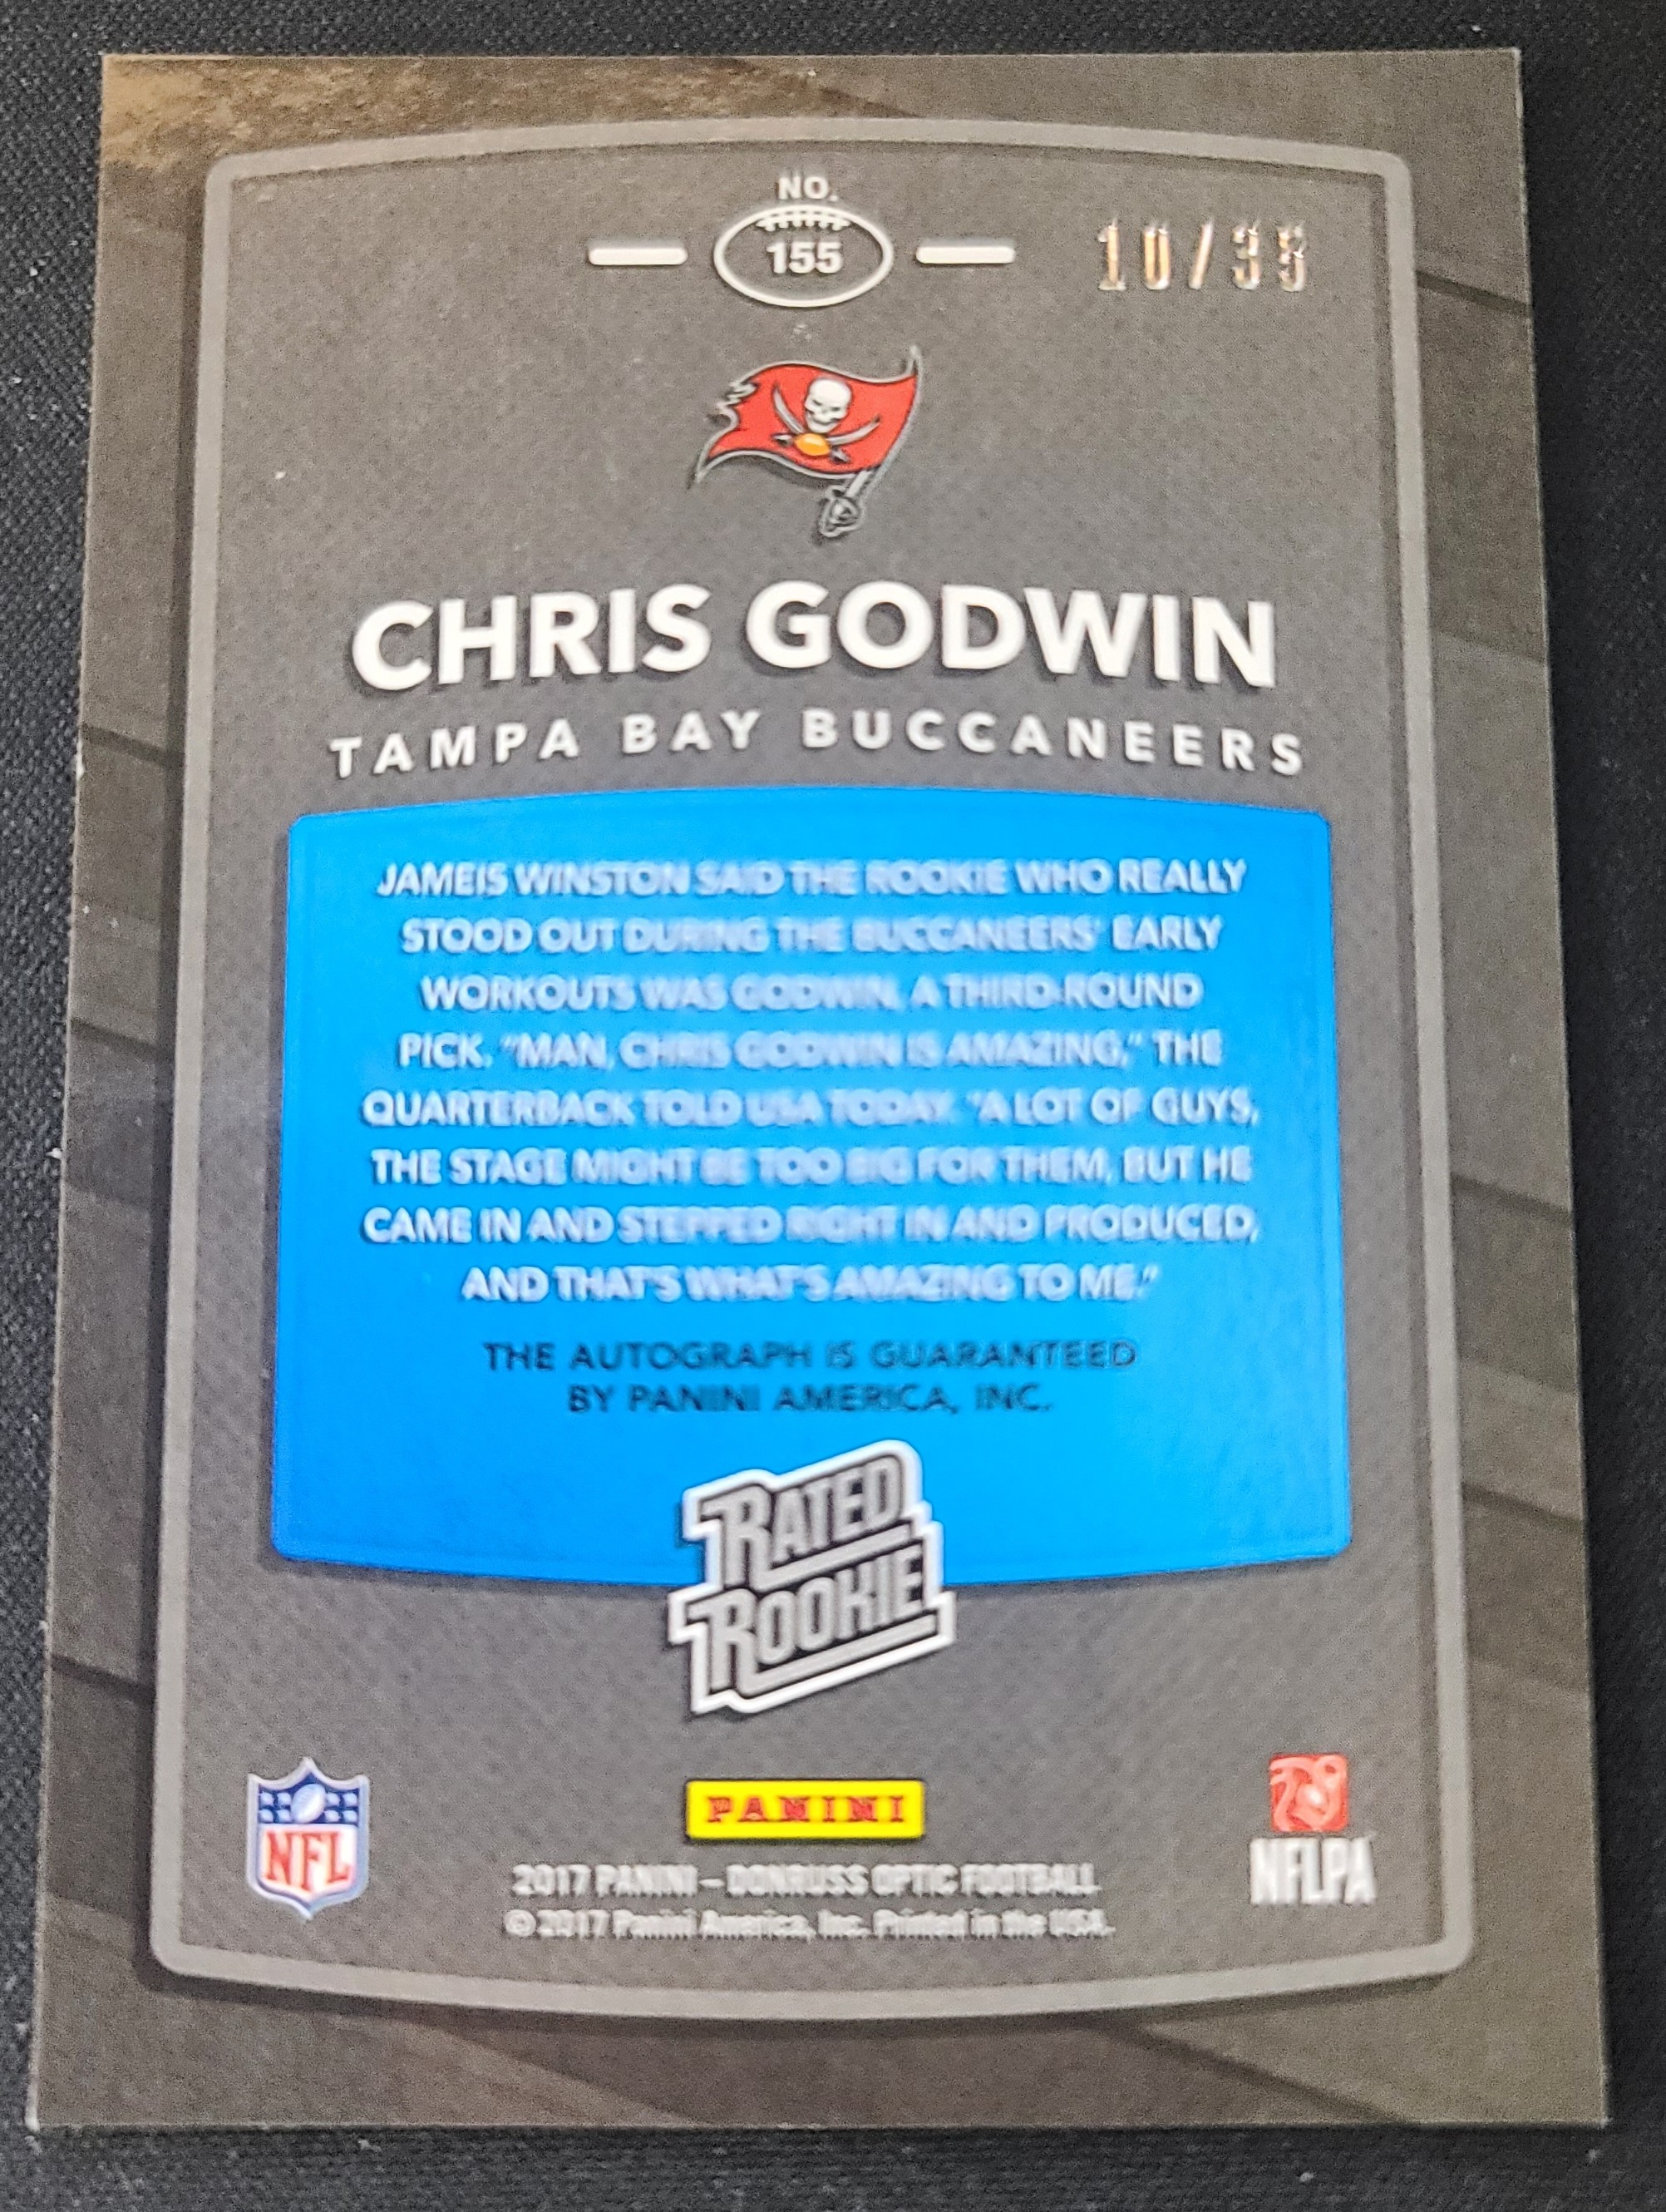 NO.
155
10/35
CHRIS GODWIN
TAMPA BAY BUCCANEERS
JAMEIS WINSTON SAID THE ROOKIE WHO REALLY
STOOD OUT DURING THE BUCCANEERS' EARLY
WORKOUTS WAS GODWIN, A THIRD-ROUND
PICK. "MAN, CHRIS GODWIN IS AMAZING," THE
QUARTERBACK TOLD USA TODAY. "A LOT OF GUYS,
THE STAGE MIGHT BE TOO BIG FOR THEM, BUT HE
CAME IN AND STEPPED RIGHT IN AND PRODUCED,
AND THAT'S WHAT'S AMAZING TO ME."
THE AUTOGRAPH IS GUARANTEED
BY PANINI AMERICA, INC.
RATED
ROOKIE
NFL
PANINI
NFLPA
2017 PANINI – DONRUSS OPTIC FOOTBALL
© 2017 Panini America, Inc. Printed in the USA.